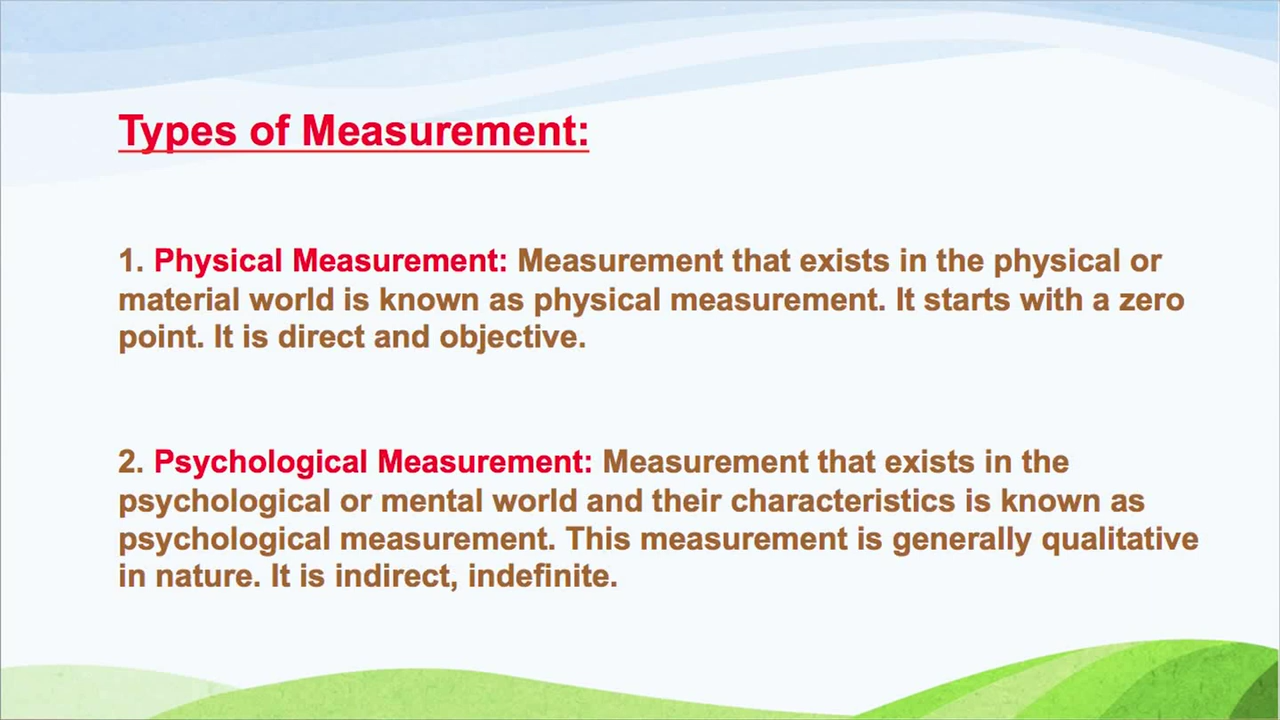 Types of Measurement:
1. Physical Measurement: Measurement that exists in the physical or
material world is known as physical measurement. It starts with a zero
point. It is direct and objective.
2. Psychological Measurement: Measurement that exists in the
psychological or mental world and their characteristics is known as
psychological measurement. This measurement is generally qualitative
in nature. It is indirect, indefinite.